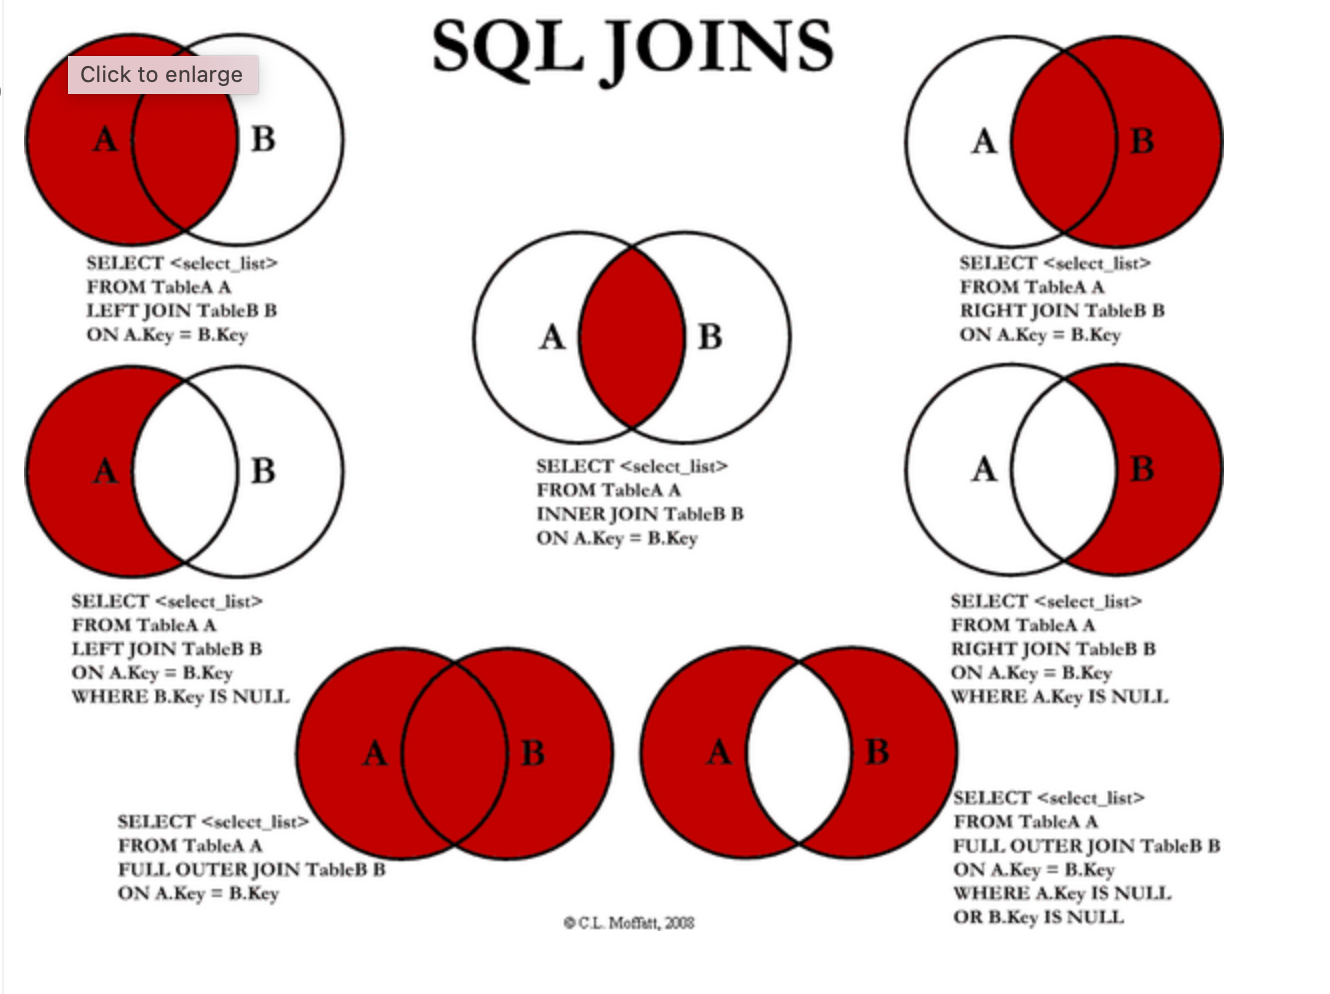 SQL JOINS
Click to enlarge
A B
SELECT <select_list>
FROM TableA A
LEFT JOIN TableB B
ON A.Key = B.Key
A B
SELECT <select_list>
FROM TableA A
RIGHT JOIN TableB B
ON A.Key = B.Key
A B
SELECT <select_list>
FROM TableA A
INNER JOIN TableB B
ON A.Key = B.Key
A B
SELECT <select_list>
FROM TableA A
LEFT JOIN TableB B
ON A.Key = B.Key
WHERE B.Key IS NULL
A B
SELECT <select_list>
FROM TableA A
RIGHT JOIN TableB B
ON A.Key = B.Key
WHERE A.Key IS NULL
A B
SELECT <select_list>
FROM TableA A
FULL OUTER JOIN TableB B
ON A.Key = B.Key
A B
SELECT <select_list>
FROM TableA A
FULL OUTER JOIN TableB B
ON A.Key = B.Key
WHERE A.Key IS NULL
OR B.Key IS NULL
© C.L. Moffatt, 2008